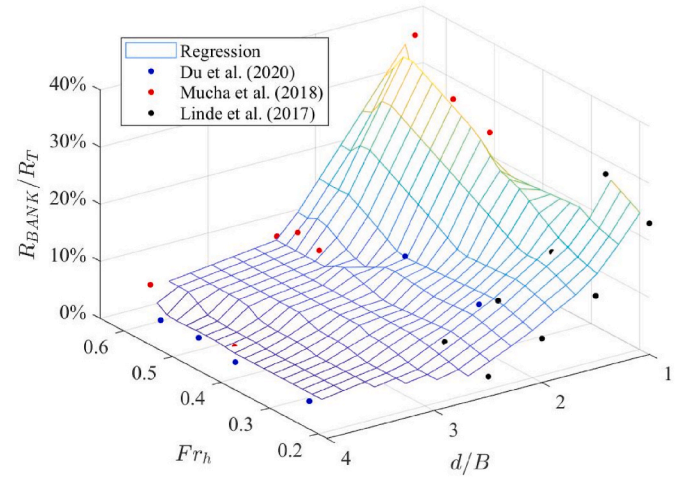 Regression
Du et al. (2020)
Mucha et al. (2018)
Linde et al. (2017)
40%
30%
20%
10%
0%
R_BANK/R_T
0.6
0.5
0.4
0.3
0.2
Fr_h
4
3
2
1
d/B